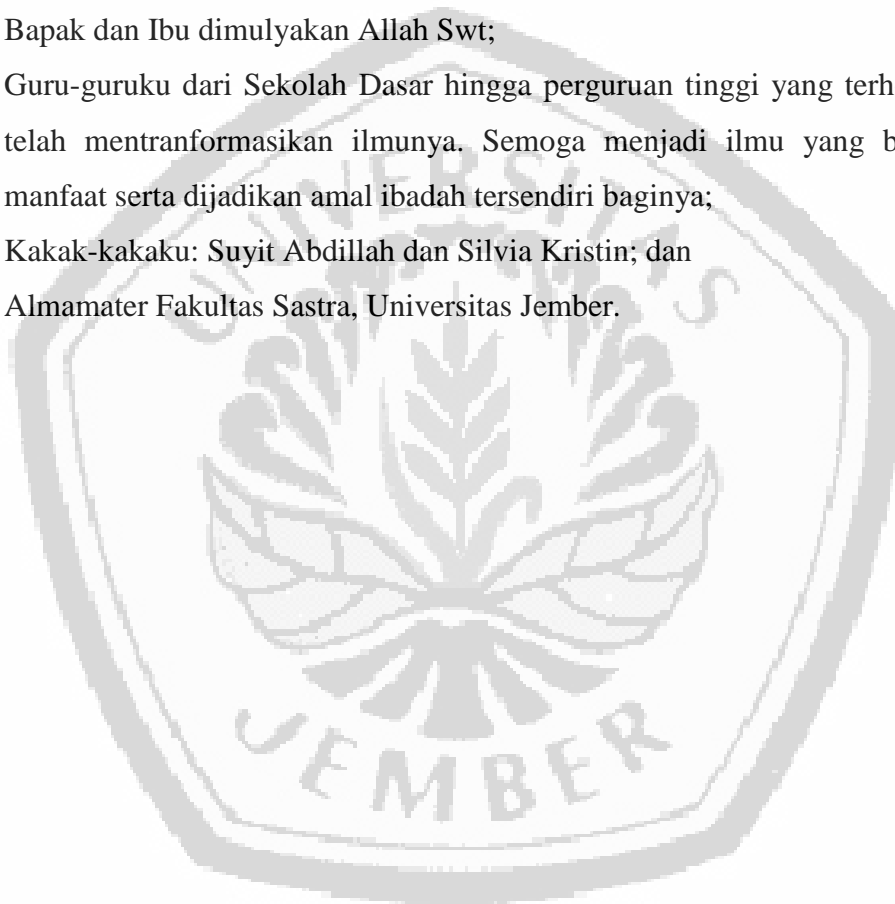 Bapak dan Ibu dimulyakan Allah Swt;
Guru-guruku dari Sekolah Dasar hingga perguruan tinggi yang
telah mentranformasikan ilmunya. Semoga menjadi ilmu yang
manfaat serta dijadikan amal ibadah tersendiri baginya;
Kakak-kakaku: Suyit Abdillah dan Silvia Kristin; dan
Almamater Fakultas Sastra, Universitas Jember.
UNIVERSITAS
JEMBER